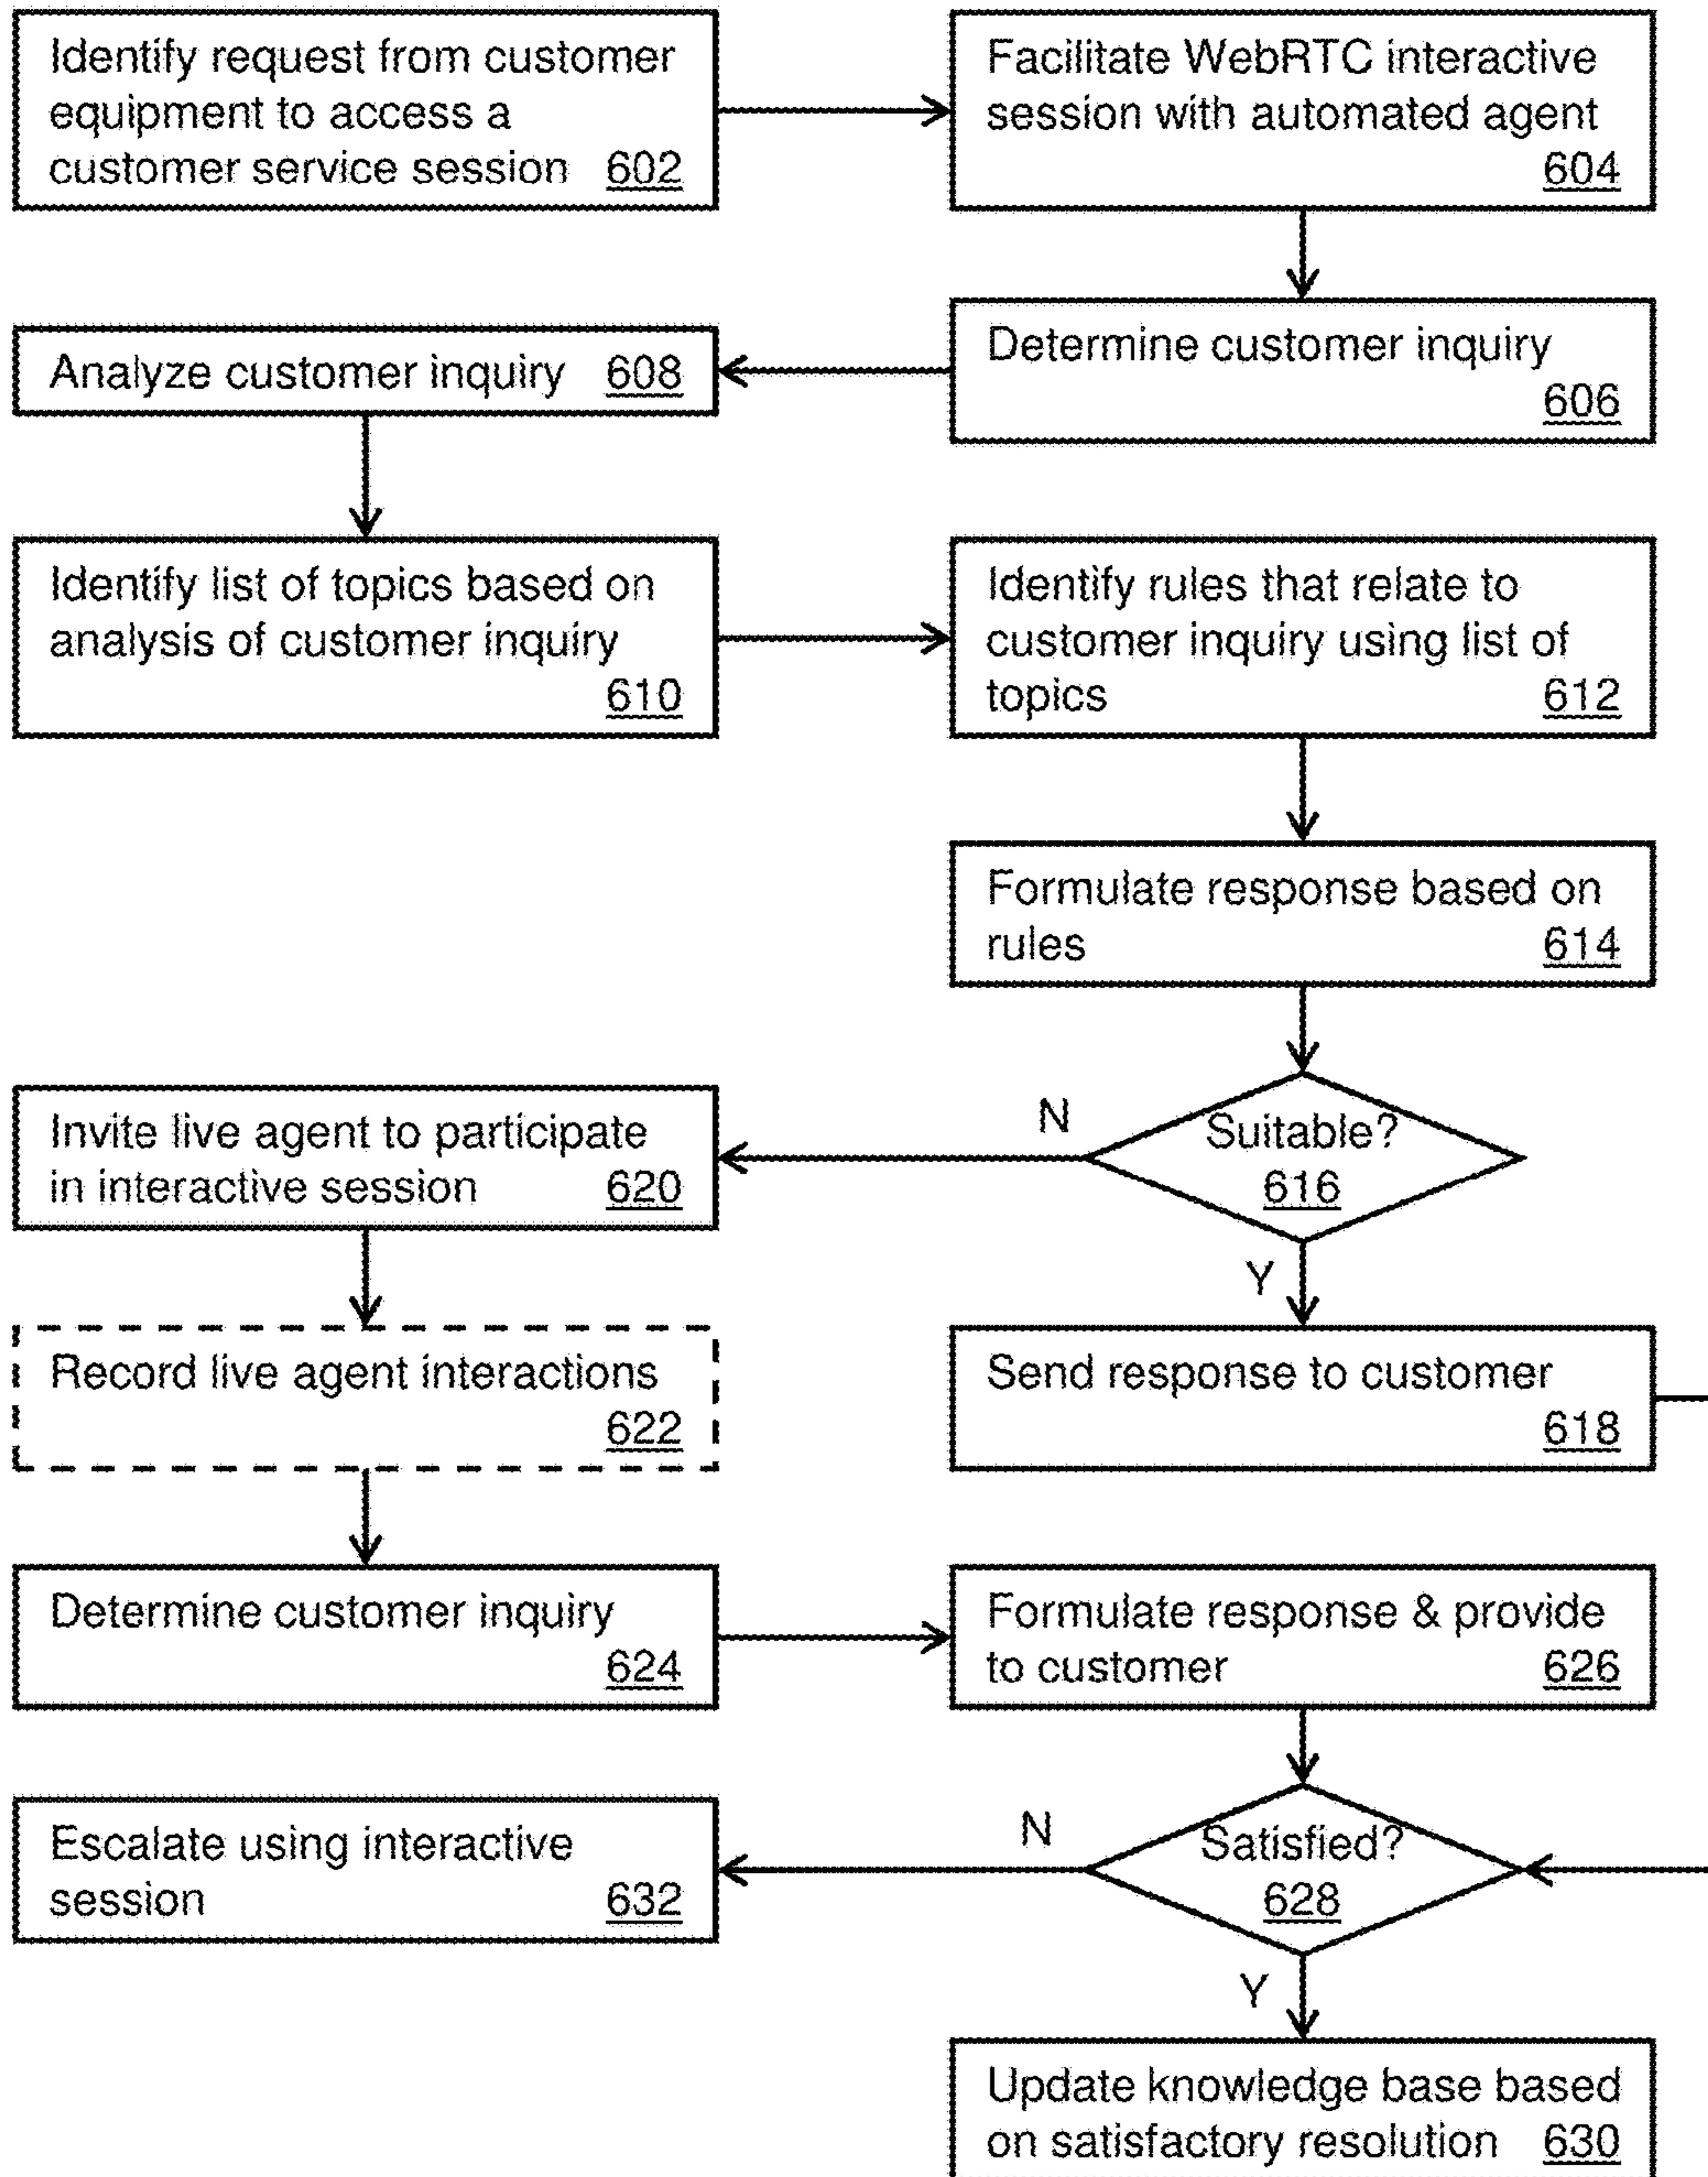 Identify request from customer
equipment to access a
customer service session 602
Facilitate WebRTC interactive
session with automated agent
604
Determine customer inquiry
606
Analyze customer inquiry 608
Identify list of topics based on
analysis of customer inquiry
610
Identify rules that relate to
customer inquiry using list of
topics 612
Formulate response based on
rules 614
Suitable?
616
N
Y
Invite live agent to participate
in interactive session 620
Send response to customer
618
Record live agent interactions
622
Determine customer inquiry
624
Formulate response & provide
to customer 626
Satisfied?
628
N
Y
Escalate using interactive
session 632
Update knowledge base based
on satisfactory resolution 630